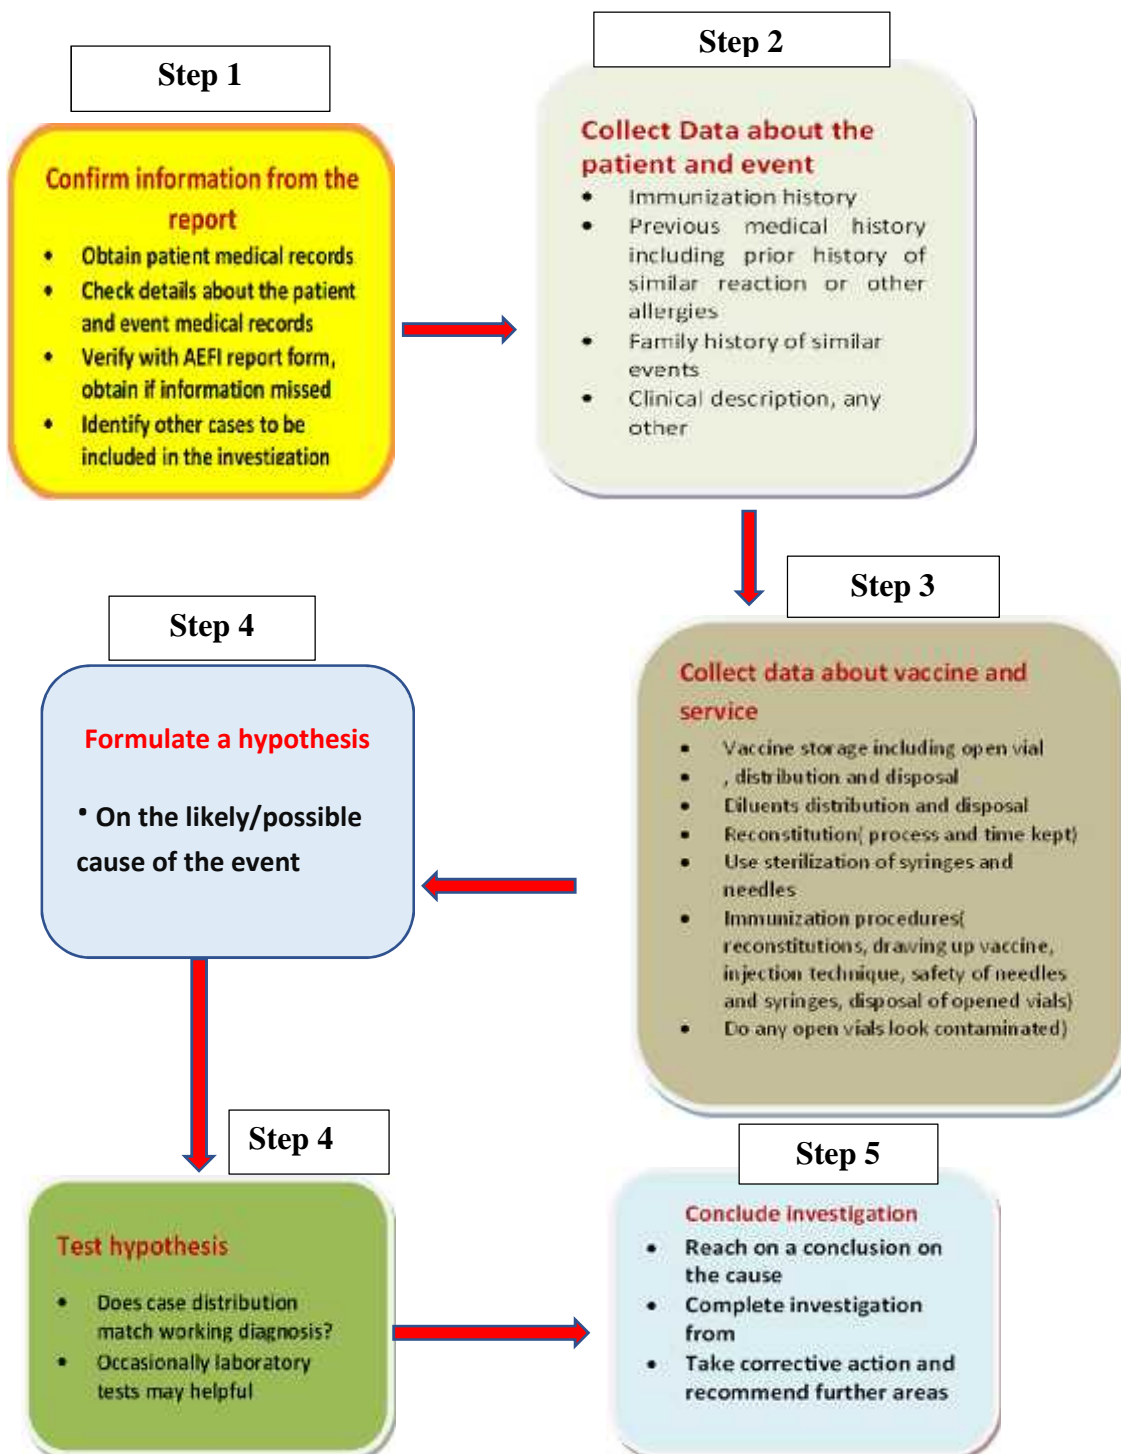 Step 1
Confirm information from the
report
• Obtain patient medical records
• Check details about the patient
and event medical records
• Verify with AEFI report form,
obtain if information missed
• Identify other cases to be
included in the investigation
Step 2
Collect Data about the
patient and event
• Immunization history
• Previous medical history
including prior history of
similar reaction or other
allergies
• Family history of similar
events
• Clinical description, any
other
Step 3
Collect data about vaccine and
service
• Vaccine storage including open vial
• , distribution and disposal
• Diluents distribution and disposal
• Reconstitution( process and time kept)
• Use sterilization of syringes and
needles
• Immunization procedures(
reconstitutions, drawing up vaccine,
injection technique, safety of needles
and syringes, disposal of opened vials)
• Do any open vials look contaminated)
Step 4
Formulate a hypothesis
• On the likely/possible
cause of the event
Step 4
Test hypothesis
• Does case distribution
match working diagnosis?
• Occasionally laboratory
tests may helpful
Step 5
Conclude investigation
• Reach on a conclusion on
the cause
• Complete investigation
from
• Take corrective action and
recommend further areas